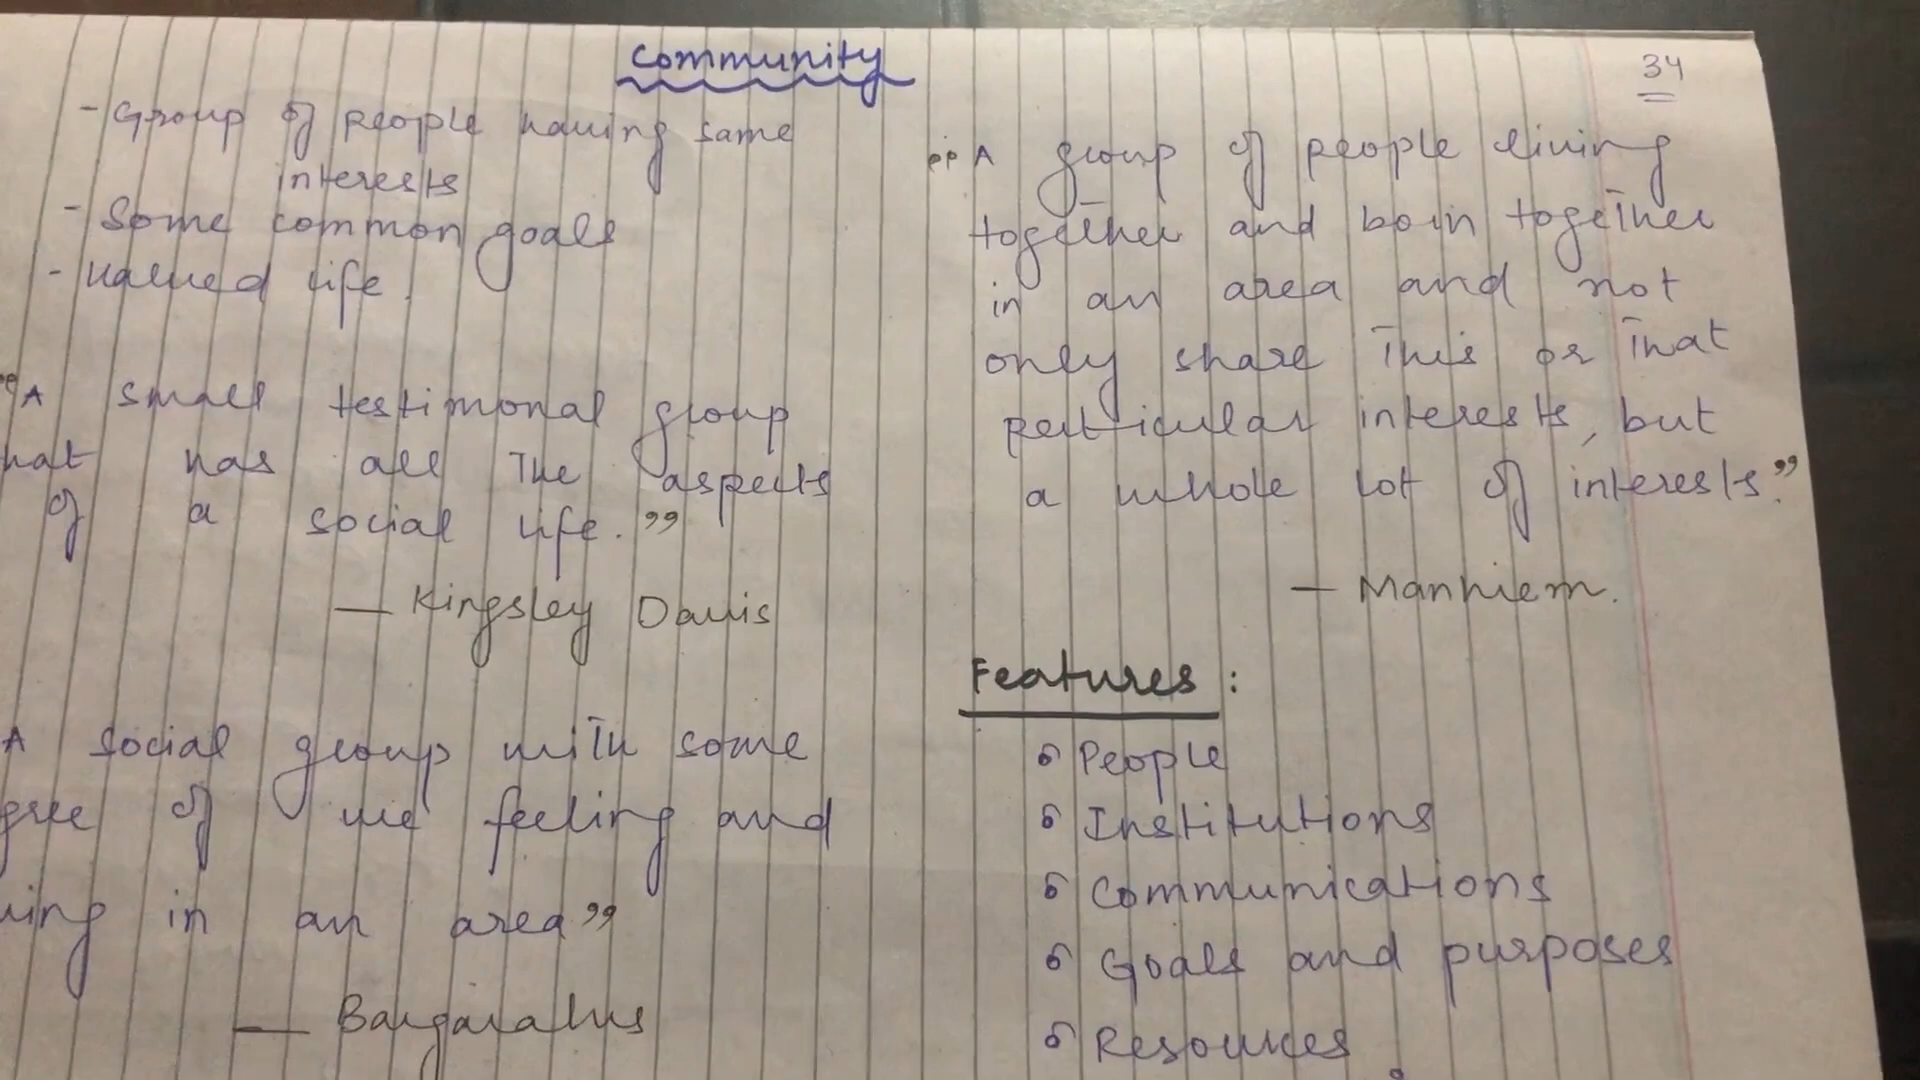 Community
34
- Group of people having same
interests
- Some common goals
- Valued life.
"A small testimonal group
hat has all the aspects
of a social life."
— Kingsley Davis
A social group with some
gree of we feeling and
ving in an area"
—
"A group of people living
together and born together
in an area and not
only share this or that
particular interests, but
a whole lot of interests."
— Manhiem.
Features :
People
Institutions
Communications
Goals and purposes
Resources